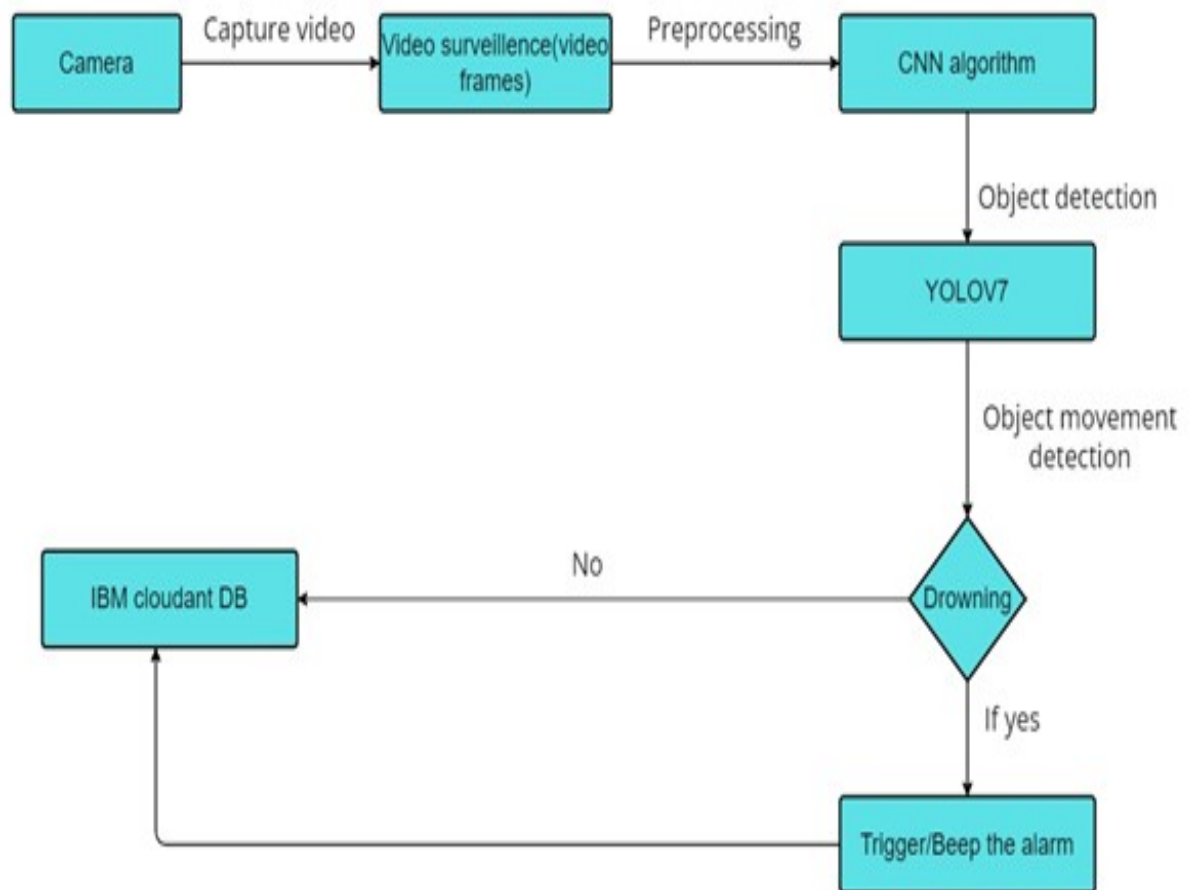 Capture video
Preprocessing
Camera
Video surveillence(video
frames)
CNN algorithm
Object detection
YOLOV7
Object movement
detection
No
IBM cloudant DB
Drowning
If yes
Trigger/Beep the alarm